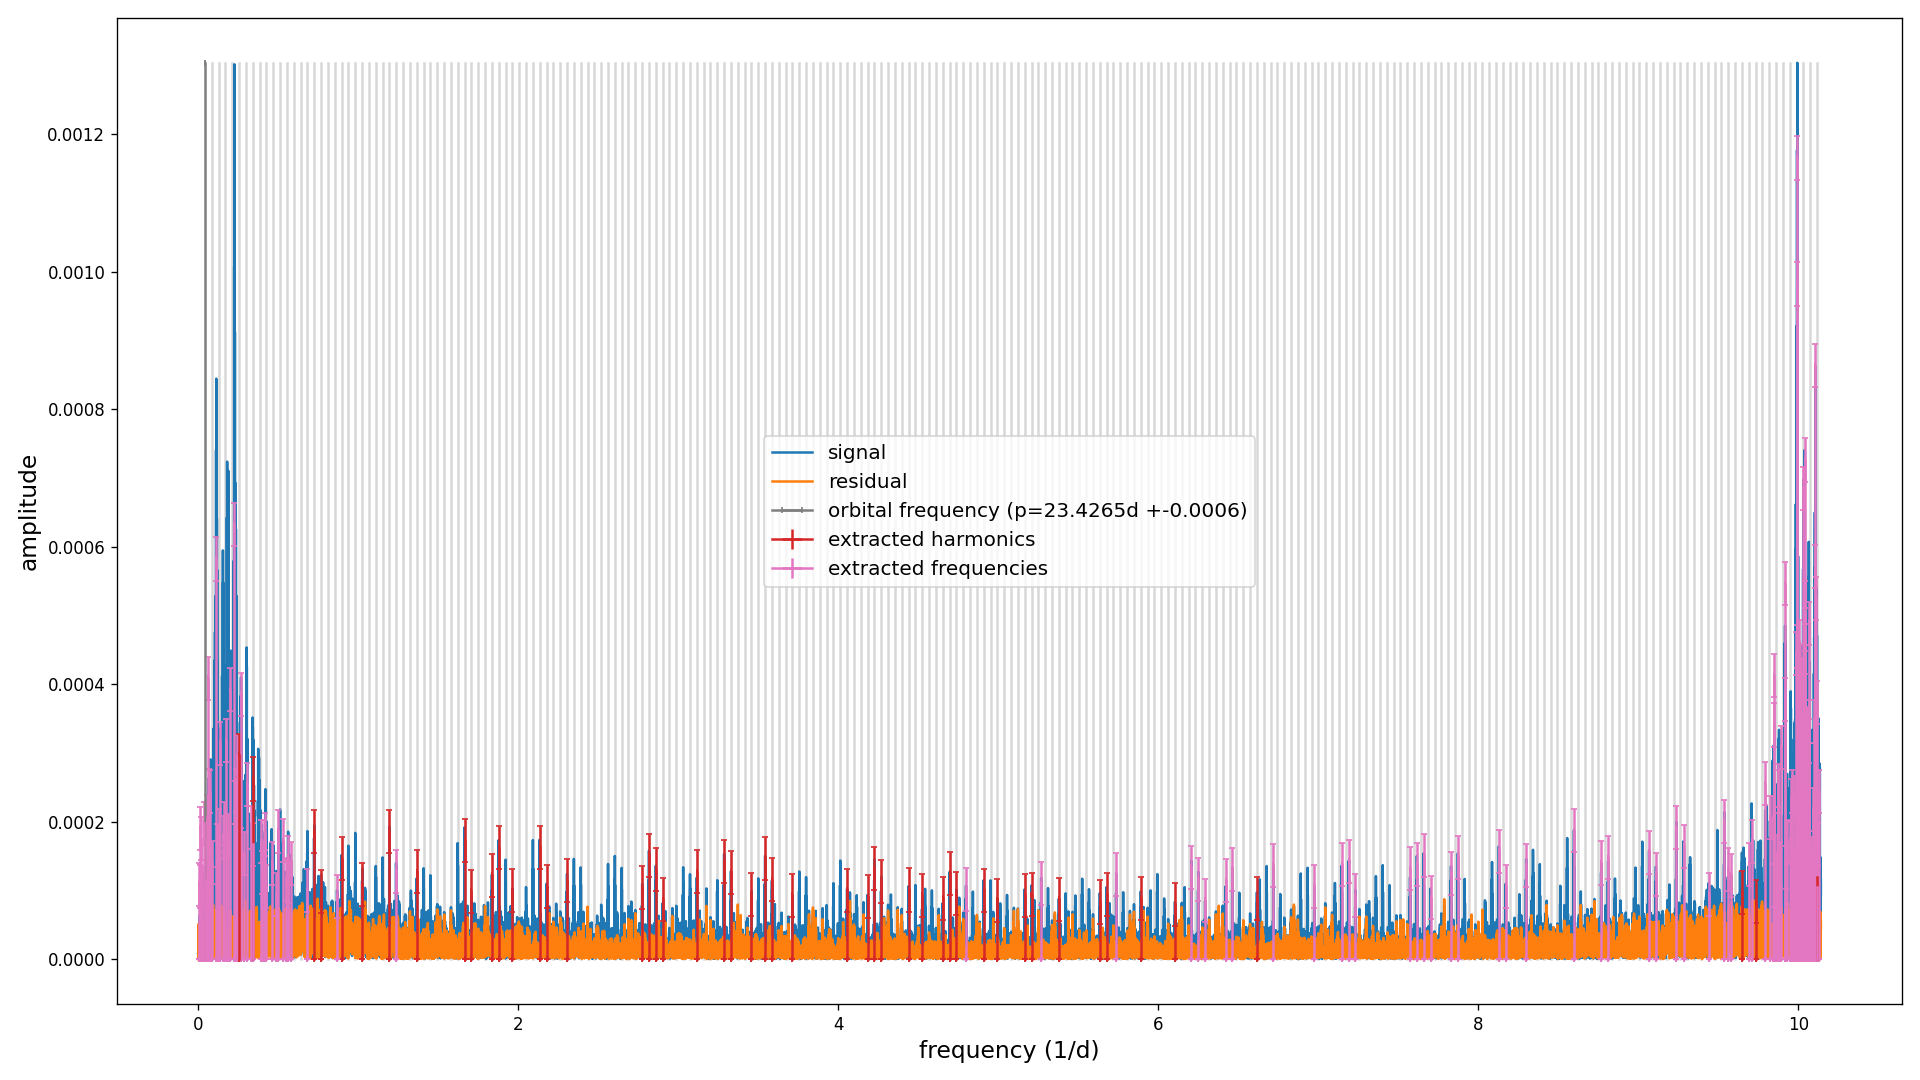 0.0012
0.0010
0.0008
0.0006
0.0004
0.0002
0.0000
amplitude
signal
residual
orbital frequency (p=23.4265d +-0.0006)
extracted harmonics
extracted frequencies
0 2 4 6 8 10
frequency (1/d)